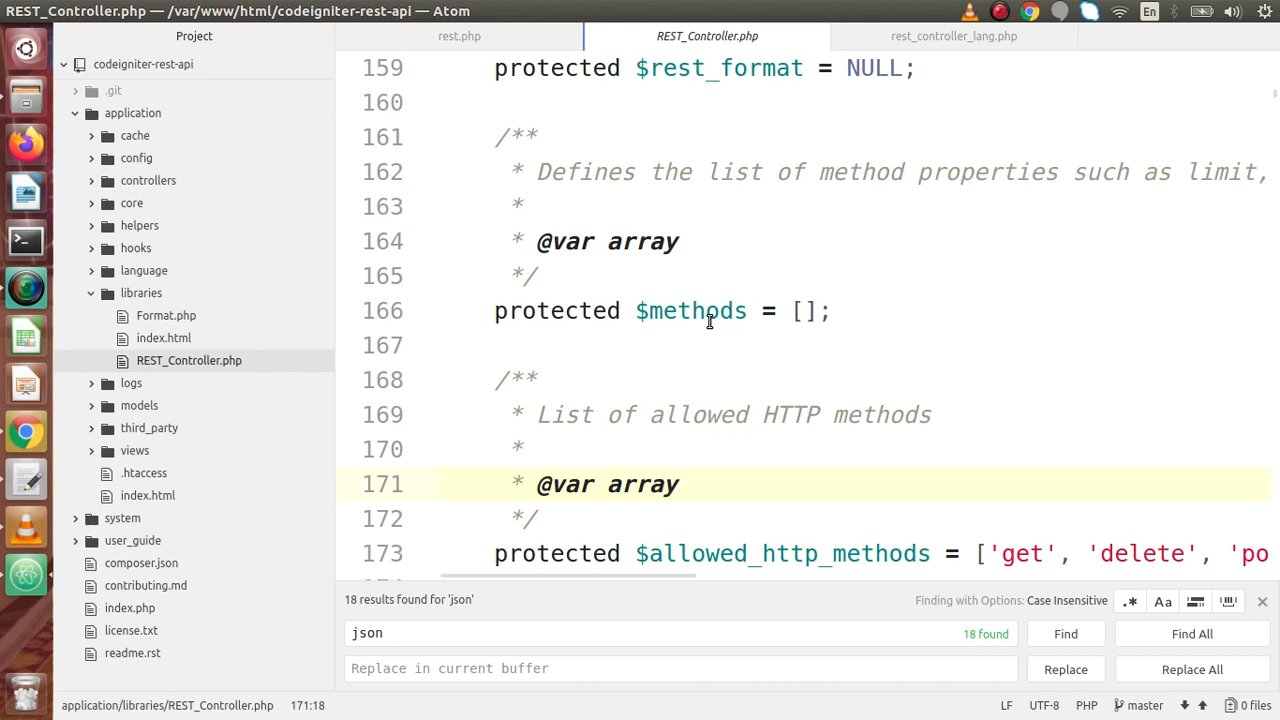 REST_Controller.php — /var/www/html/codeigniter-rest-api — Atom
En
Project
rest.php
REST_Controller.php
rest_controller_lang.php
codeigniter-rest-api
.git
application
cache
config
controllers
core
helpers
hooks
language
libraries
Format.php
index.html
REST_Controller.php
logs
models
third_party
views
.htaccess
index.html
system
user_guide
composer.json
contributing.md
index.php
license.txt
readme.rst
159 protected $rest_format = NULL;
160
161 /**
162 * Defines the list of method properties such as limit,
163 *
164 * @var array
165 */
166 protected $methods = [];
167
168 /**
169 * List of allowed HTTP methods
170 *
171 * @var array
172 */
173 protected $allowed_http_methods = ['get', 'delete', 'po
18 results found for 'json'
Finding with Options: Case Insensitive
.* Aa
json
18 found
Find
Find All
Replace in current buffer
Replace
Replace All
application/libraries/REST_Controller.php 171:18
LF UTF-8 PHP master 0 files